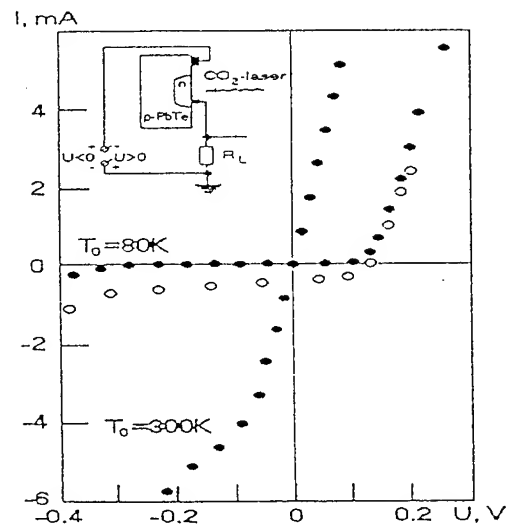 I, mA
4
2
0
-2
-4
-6
n
p-PbTe
CO₂-laser
U<0
U>0
+
-
-
+
R_L
T₀=80K
T₀=300K
-0.4
-0.2
0
0.2
U, V